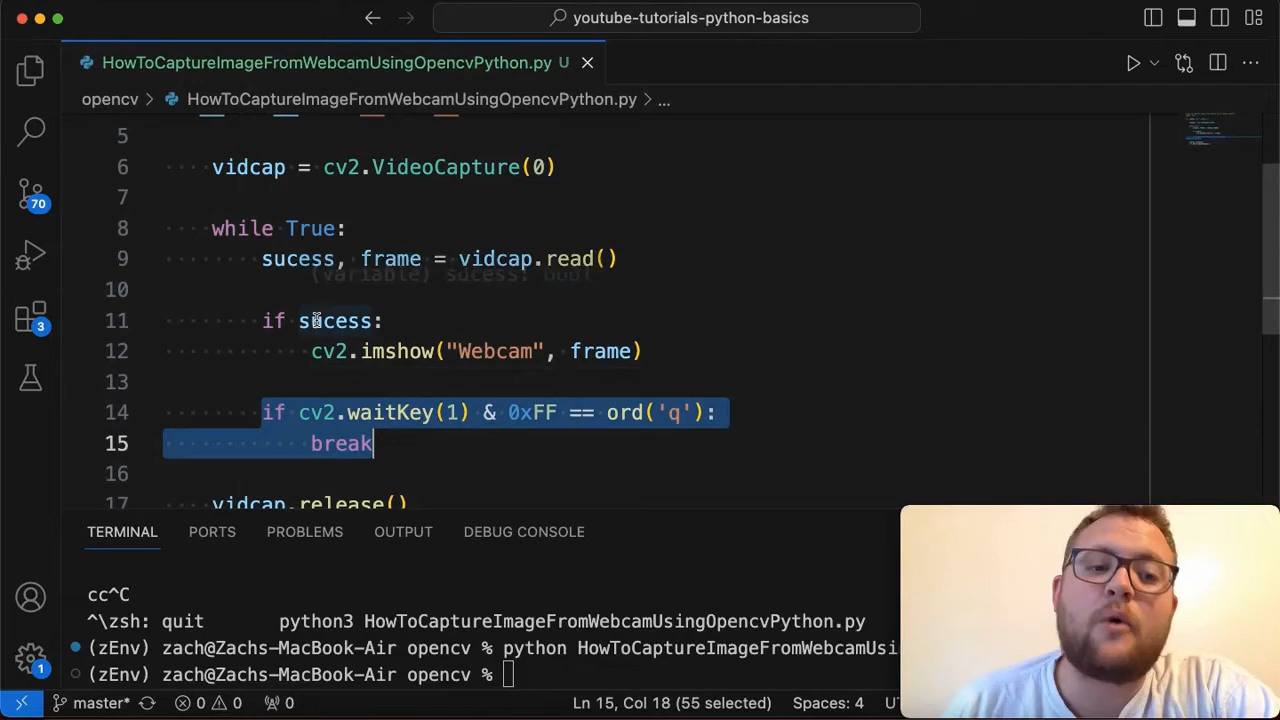 youtube-tutorials-python-basics
HowToCaptureImageFromWebcamUsingOpencvPython.py U
opencv > HowToCaptureImageFromWebcamUsingOpencvPython.py > ...
5
6 vidcap = cv2.VideoCapture(0)
7
8 while True:
9 sucess, frame = vidcap.read()
(variable) sucess: bool
10
11 if sucess:
12 cv2.imshow("Webcam", frame)
13
14 if cv2.waitKey(1) & 0xFF == ord('q'):
15 break
16
17 vidcap.release()
70
3
1
TERMINAL PORTS PROBLEMS OUTPUT DEBUG CONSOLE
cc^C
^\zsh: quit python3 HowToCaptureImageFromWebcamUsingOpencvPython.py
(zEnv) zach@Zachs-MacBook-Air opencv % python HowToCaptureImageFromWebcamUsi
(zEnv) zach@Zachs-MacBook-Air opencv %
master* 0 0 0 Ln 15, Col 18 (55 selected) Spaces: 4